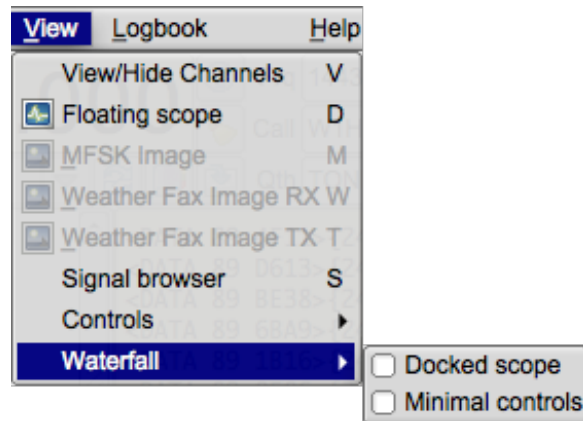 View Logbook Help
View/Hide Channels V
Floating scope D
MFSK Image M
Weather Fax Image RX W
Weather Fax Image TX T
Signal browser S
Controls
Waterfall
Docked scope
Minimal controls